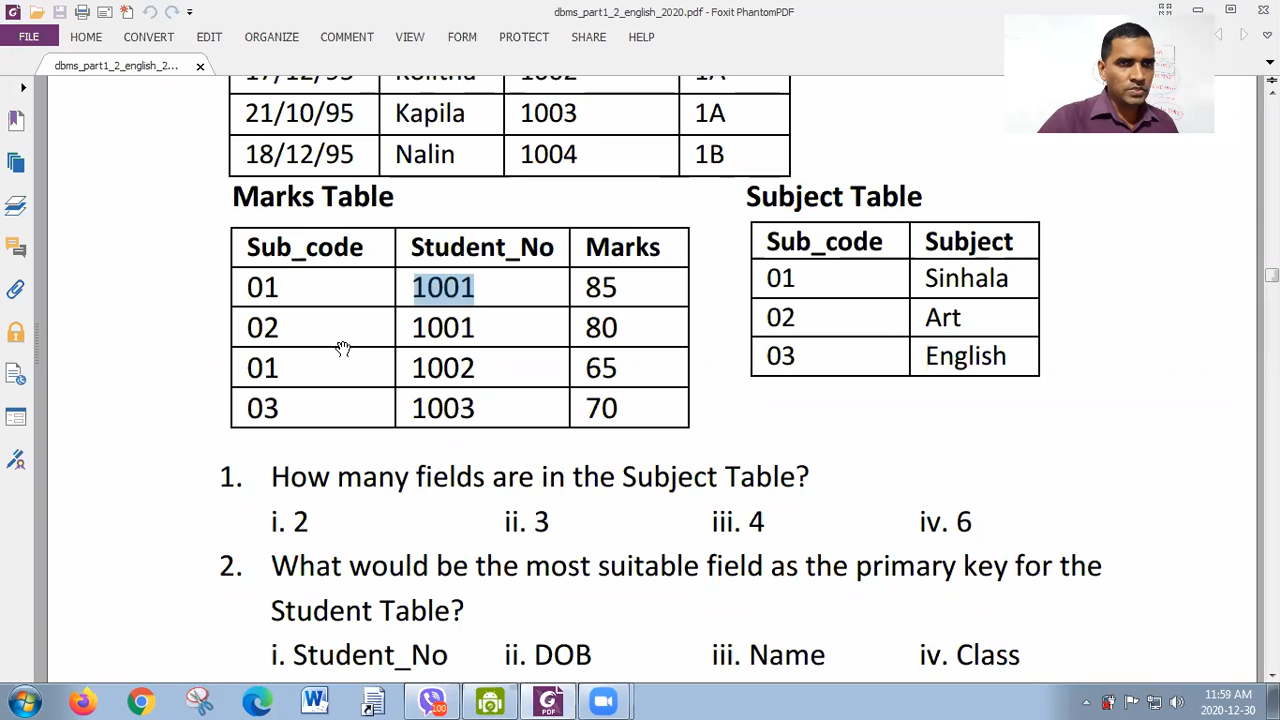 dbms_part1_2_english_2020.pdf - Foxit PhantomPDF
FILE HOME CONVERT EDIT ORGANIZE COMMENT VIEW FORM PROTECT SHARE HELP
dbms_part1_2_english_2...
21/10/95 Kapila 1003 1A
18/12/95 Nalin 1004 1B
Marks Table
Sub_code Student_No Marks
01 1001 85
02 1001 80
01 1002 65
03 1003 70
Subject Table
Sub_code Subject
01 Sinhala
02 Art
03 English
1. How many fields are in the Subject Table?
i. 2 ii. 3 iii. 4 iv. 6
2. What would be the most suitable field as the primary key for the
Student Table?
i. Student_No ii. DOB iii. Name iv. Class
100
PDF
11:59 AM
2020-12-30